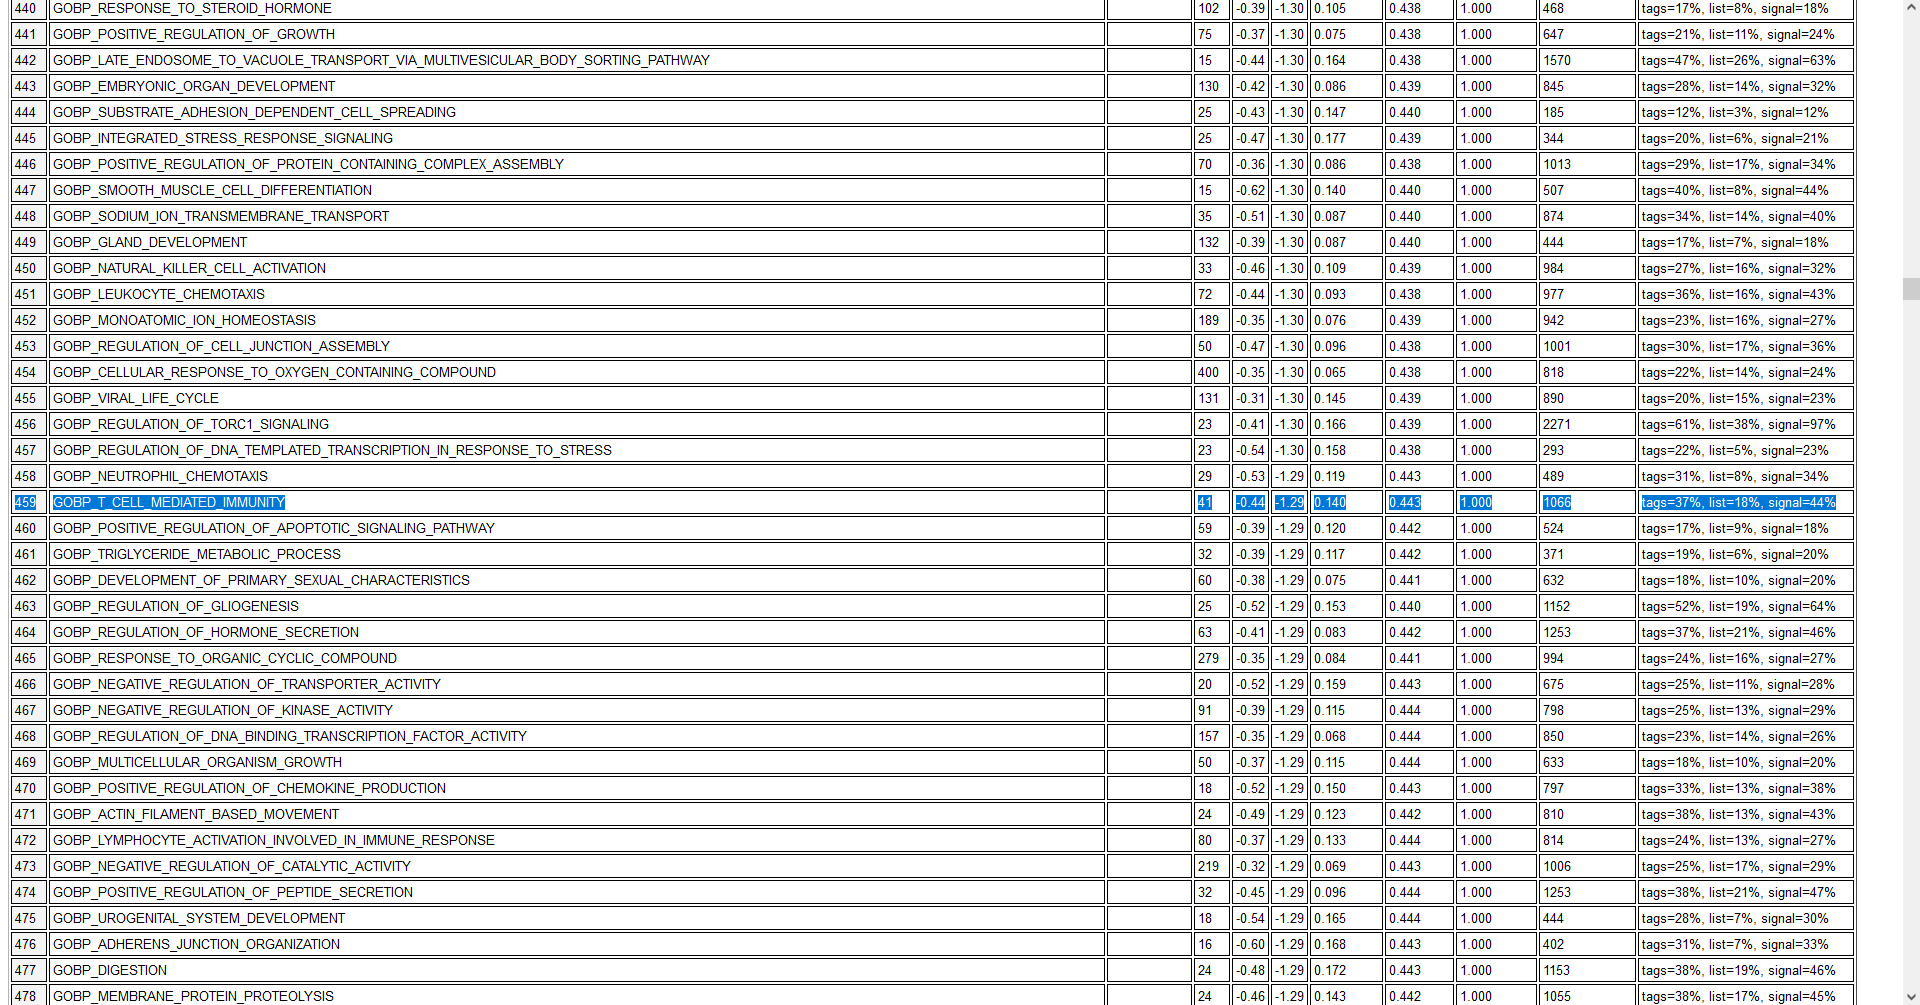 440 GOBP_RESPONSE_TO_STEROID_HORMONE 102 -0.39 -1.30 0.105 0.438 1.000 468 tags=17%, list=8%, signal=18%
441 GOBP_POSITIVE_REGULATION_OF_GROWTH 75 -0.37 -1.30 0.075 0.438 1.000 647 tags=21%, list=11%, signal=24%
442 GOBP_LATE_ENDOSOME_TO_VACUOLE_TRANSPORT_VIA_MULTIVESICULAR_BODY_SORTING_PATHWAY 15 -0.44 -1.30 0.164 0.438 1.000 1570 tags=47%, list=26%, signal=63%
443 GOBP_EMBRYONIC_ORGAN_DEVELOPMENT 130 -0.42 -1.30 0.086 0.439 1.000 845 tags=28%, list=14%, signal=32%
444 GOBP_SUBSTRATE_ADHESION_DEPENDENT_CELL_SPREADING 25 -0.43 -1.30 0.147 0.440 1.000 185 tags=12%, list=3%, signal=12%
445 GOBP_INTEGRATED_STRESS_RESPONSE_SIGNALING 25 -0.47 -1.30 0.177 0.439 1.000 344 tags=20%, list=6%, signal=21%
446 GOBP_POSITIVE_REGULATION_OF_PROTEIN_CONTAINING_COMPLEX_ASSEMBLY 70 -0.36 -1.30 0.086 0.438 1.000 1013 tags=29%, list=17%, signal=34%
447 GOBP_SMOOTH_MUSCLE_CELL_DIFFERENTIATION 15 -0.62 -1.30 0.140 0.440 1.000 507 tags=40%, list=8%, signal=44%
448 GOBP_SODIUM_ION_TRANSMEMBRANE_TRANSPORT 35 -0.51 -1.30 0.087 0.440 1.000 874 tags=34%, list=14%, signal=40%
449 GOBP_GLAND_DEVELOPMENT 132 -0.39 -1.30 0.087 0.440 1.000 444 tags=17%, list=7%, signal=18%
450 GOBP_NATURAL_KILLER_CELL_ACTIVATION 33 -0.46 -1.30 0.109 0.439 1.000 984 tags=27%, list=16%, signal=32%
451 GOBP_LEUKOCYTE_CHEMOTAXIS 72 -0.44 -1.30 0.093 0.438 1.000 977 tags=36%, list=16%, signal=43%
452 GOBP_MONOATOMIC_ION_HOMEOSTASIS 189 -0.35 -1.30 0.076 0.439 1.000 942 tags=23%, list=16%, signal=27%
453 GOBP_REGULATION_OF_CELL_JUNCTION_ASSEMBLY 50 -0.47 -1.30 0.096 0.438 1.000 1001 tags=30%, list=17%, signal=36%
454 GOBP_CELLULAR_RESPONSE_TO_OXYGEN_CONTAINING_COMPOUND 400 -0.35 -1.30 0.065 0.438 1.000 818 tags=22%, list=14%, signal=24%
455 GOBP_VIRAL_LIFE_CYCLE 131 -0.31 -1.30 0.145 0.439 1.000 890 tags=20%, list=15%, signal=23%
456 GOBP_REGULATION_OF_TORC1_SIGNALING 23 -0.41 -1.30 0.166 0.439 1.000 2271 tags=61%, list=38%, signal=97%
457 GOBP_REGULATION_OF_DNA_TEMPLATED_TRANSCRIPTION_IN_RESPONSE_TO_STRESS 23 -0.54 -1.30 0.158 0.438 1.000 293 tags=22%, list=5%, signal=23%
458 GOBP_NEUTROPHIL_CHEMOTAXIS 29 -0.53 -1.29 0.119 0.443 1.000 489 tags=31%, list=8%, signal=34%
459 GOBP_T_CELL_MEDIATED_IMMUNITY 41 -0.44 -1.29 0.140 0.443 1.000 1066 tags=37%, list=18%, signal=44%
460 GOBP_POSITIVE_REGULATION_OF_APOPTOTIC_SIGNALING_PATHWAY 59 -0.39 -1.29 0.120 0.442 1.000 524 tags=17%, list=9%, signal=18%
461 GOBP_TRIGLYCERIDE_METABOLIC_PROCESS 32 -0.39 -1.29 0.117 0.442 1.000 371 tags=19%, list=6%, signal=20%
462 GOBP_DEVELOPMENT_OF_PRIMARY_SEXUAL_CHARACTERISTICS 60 -0.38 -1.29 0.075 0.441 1.000 632 tags=18%, list=10%, signal=20%
463 GOBP_REGULATION_OF_GLIOGENESIS 25 -0.52 -1.29 0.153 0.440 1.000 1152 tags=52%, list=19%, signal=64%
464 GOBP_REGULATION_OF_HORMONE_SECRETION 63 -0.41 -1.29 0.083 0.442 1.000 1253 tags=37%, list=21%, signal=46%
465 GOBP_RESPONSE_TO_ORGANIC_CYCLIC_COMPOUND 279 -0.35 -1.29 0.084 0.441 1.000 994 tags=24%, list=16%, signal=27%
466 GOBP_NEGATIVE_REGULATION_OF_TRANSPORTER_ACTIVITY 20 -0.52 -1.29 0.159 0.443 1.000 675 tags=25%, list=11%, signal=28%
467 GOBP_NEGATIVE_REGULATION_OF_KINASE_ACTIVITY 91 -0.39 -1.29 0.115 0.444 1.000 798 tags=25%, list=13%, signal=29%
468 GOBP_REGULATION_OF_DNA_BINDING_TRANSCRIPTION_FACTOR_ACTIVITY 157 -0.35 -1.29 0.068 0.444 1.000 850 tags=23%, list=14%, signal=26%
469 GOBP_MULTICELLULAR_ORGANISM_GROWTH 50 -0.37 -1.29 0.115 0.444 1.000 633 tags=18%, list=10%, signal=20%
470 GOBP_POSITIVE_REGULATION_OF_CHEMOKINE_PRODUCTION 18 -0.52 -1.29 0.150 0.443 1.000 797 tags=33%, list=13%, signal=38%
471 GOBP_ACTIN_FILAMENT_BASED_MOVEMENT 24 -0.49 -1.29 0.123 0.442 1.000 810 tags=38%, list=13%, signal=43%
472 GOBP_LYMPHOCYTE_ACTIVATION_INVOLVED_IN_IMMUNE_RESPONSE 80 -0.37 -1.29 0.133 0.444 1.000 814 tags=24%, list=13%, signal=27%
473 GOBP_NEGATIVE_REGULATION_OF_CATALYTIC_ACTIVITY 219 -0.32 -1.29 0.069 0.443 1.000 1006 tags=25%, list=17%, signal=29%
474 GOBP_POSITIVE_REGULATION_OF_PEPTIDE_SECRETION 32 -0.45 -1.29 0.096 0.444 1.000 1253 tags=38%, list=21%, signal=47%
475 GOBP_UROGENITAL_SYSTEM_DEVELOPMENT 18 -0.54 -1.29 0.165 0.444 1.000 444 tags=28%, list=7%, signal=30%
476 GOBP_ADHERENS_JUNCTION_ORGANIZATION 16 -0.60 -1.29 0.168 0.443 1.000 402 tags=31%, list=7%, signal=33%
477 GOBP_DIGESTION 24 -0.48 -1.29 0.172 0.443 1.000 1153 tags=38%, list=19%, signal=46%
478 GOBP_MEMBRANE_PROTEIN_PROTEOLYSIS 24 -0.46 -1.29 0.143 0.442 1.000 1055 tags=38%, list=17%, signal=45%